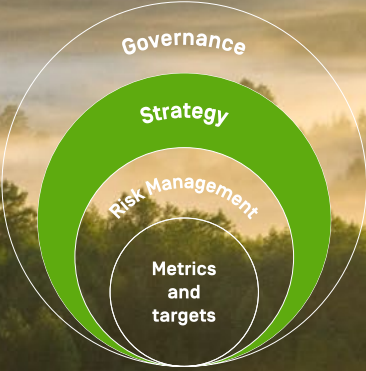 Governance
Strategy
Risk Management
Metrics
and
targets